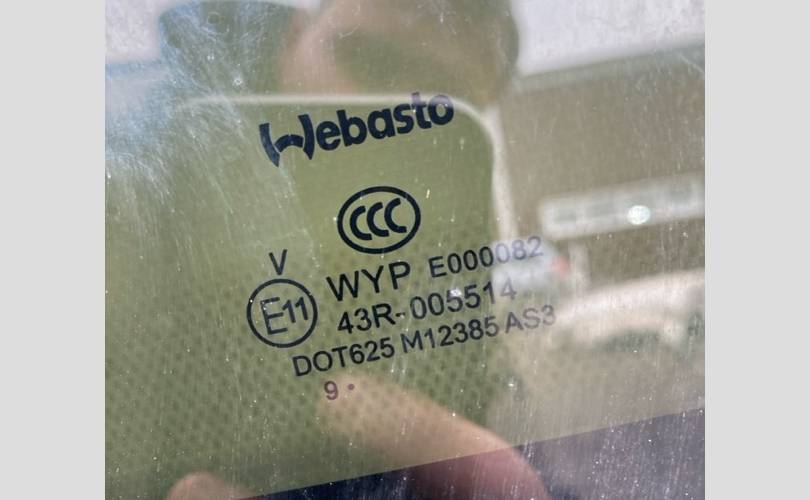 Webasto
CCC
V
E11
WYP E000082
43R-005514
DOT625 M12385 AS3
9 •